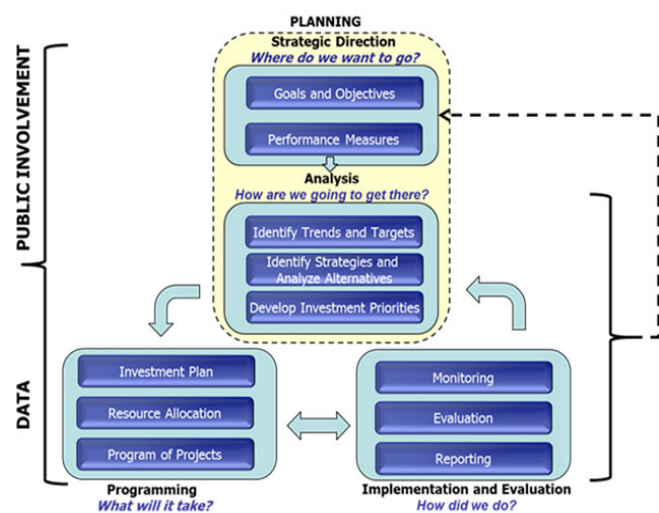 PLANNING
Strategic Direction
Where do we want to go?
Goals and Objectives
Performance Measures
Analysis
How are we going to get there?
Identify Trends and Targets
Identify Strategies and
Analyze Alternatives
Develop Investment Priorities
PUBLIC INVOLVEMENT
DATA
Investment Plan
Resource Allocation
Program of Projects
Programming
What will it take?
Monitoring
Evaluation
Reporting
Implementation and Evaluation
How did we do?